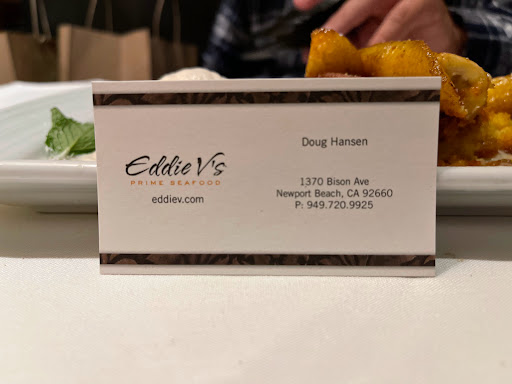 Eddie V's
PRIME SEAFOOD
eddiev.com
Doug Hansen
1370 Bison Ave
Newport Beach, CA 92660
P: 949.720.9925